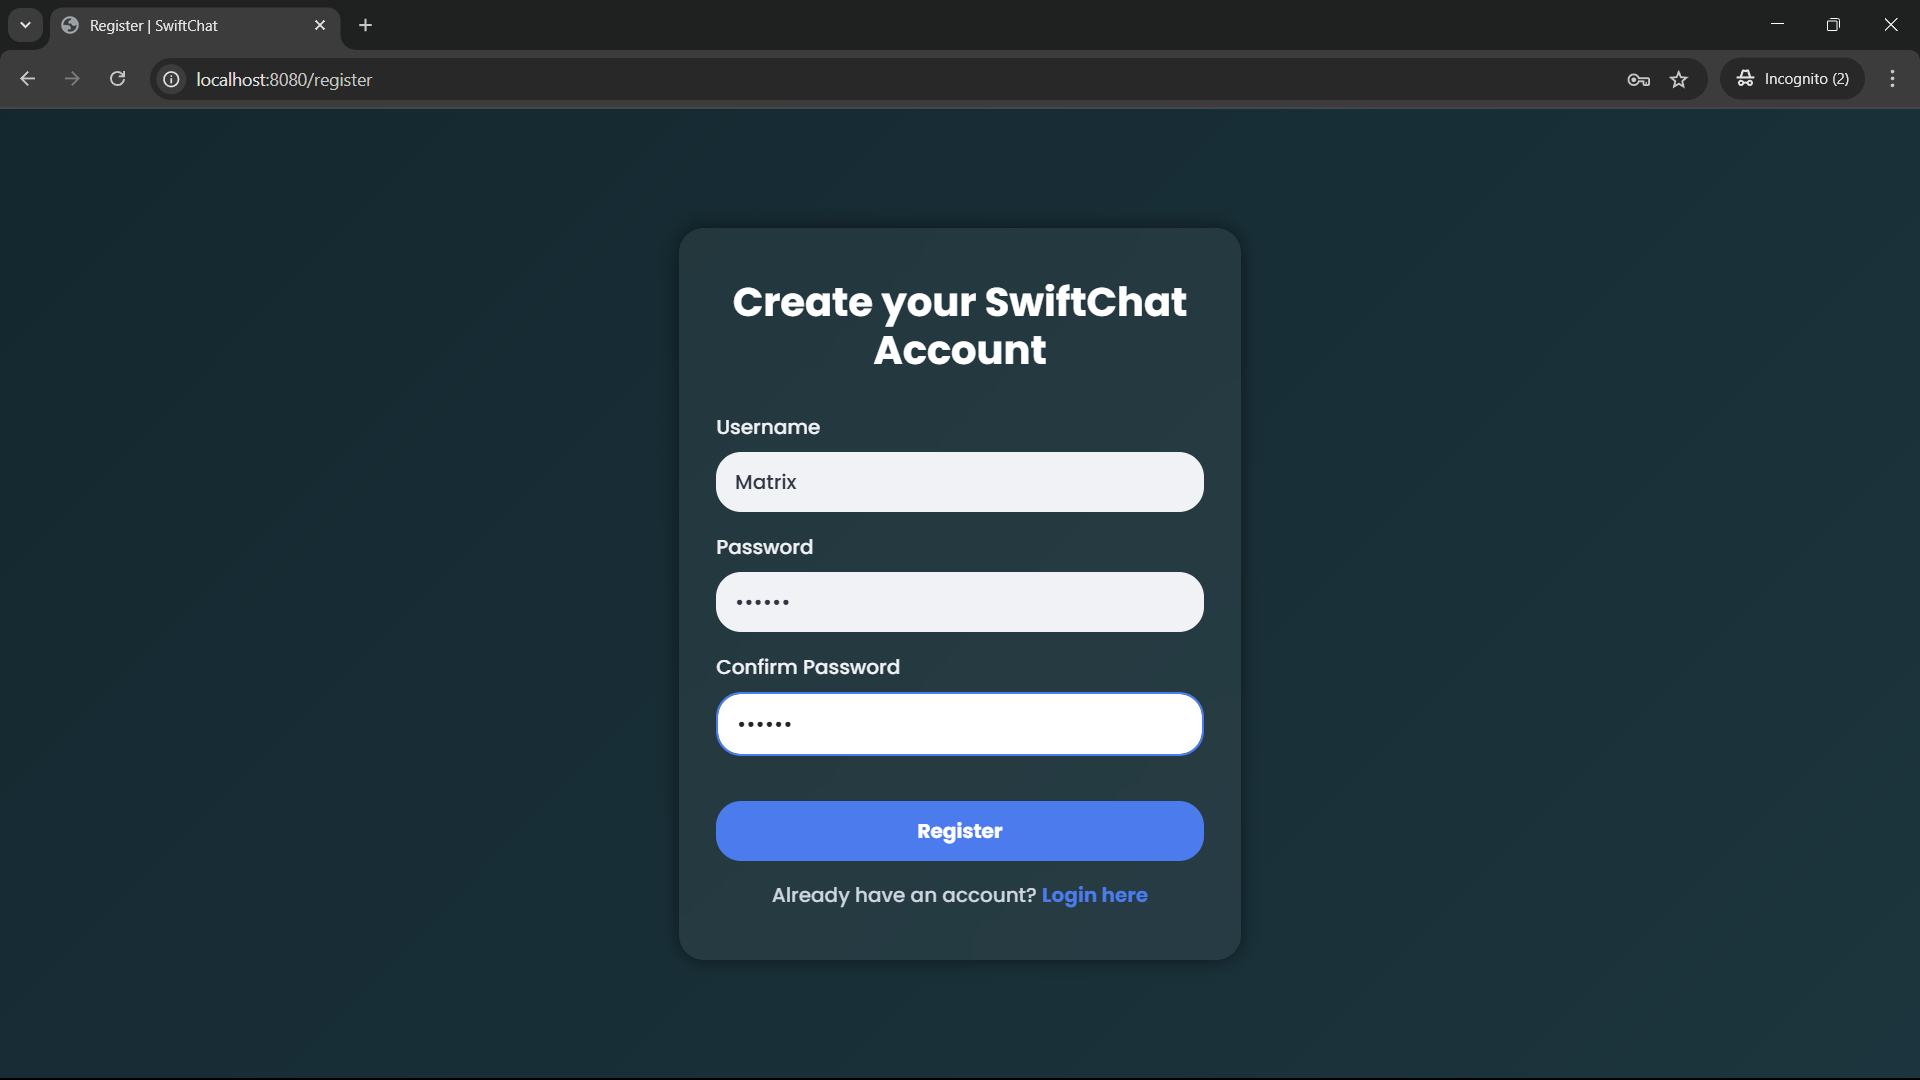 Register | SwiftChat
localhost:8080/register
Incognito (2)
Create your SwiftChat
Account
Username
Matrix
Password
••••••
Confirm Password
••••••
Register
Already have an account? Login here